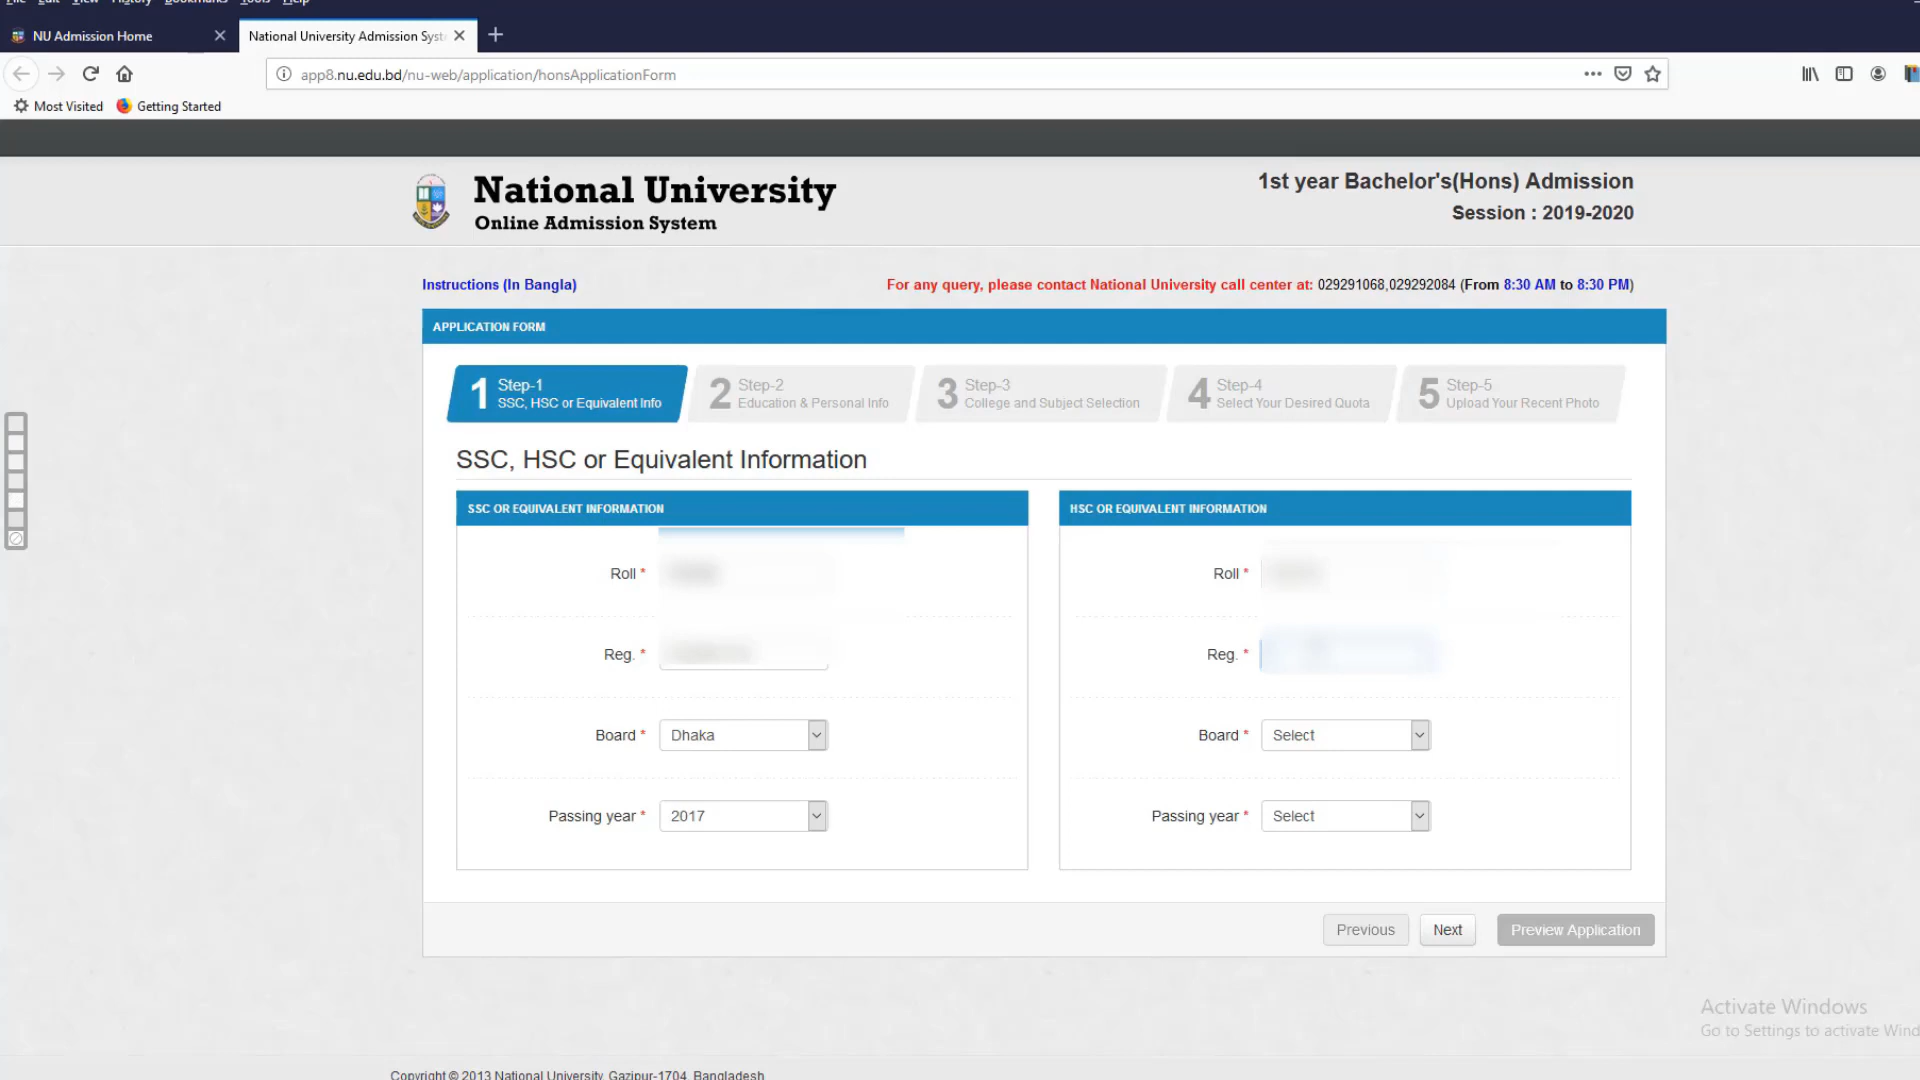 NU Admission Home
National University Admission Syst
app8.nu.edu.bd/nu-web/application/honsApplicationForm
Most Visited
Getting Started
National University
Online Admission System
1st year Bachelor's(Hons) Admission
Session : 2019-2020
Instructions (In Bangla)
For any query, please contact National University call center at: 029291068,029292084 (From 8:30 AM to 8:30 PM)
APPLICATION FORM
1 Step-1
SSC, HSC or Equivalent Info
2 Step-2
Education & Personal Info
3 Step-3
College and Subject Selection
4 Step-4
Select Your Desired Quota
5 Step-5
Upload Your Recent Photo
SSC, HSC or Equivalent Information
SSC OR EQUIVALENT INFORMATION
Roll *
Reg. *
Board * Dhaka
Passing year * 2017
HSC OR EQUIVALENT INFORMATION
Roll *
Reg. *
Board * Select
Passing year * Select
Previous
Next
Preview Application
Activate Windows
Go to Settings to activate Wind
Copyright © 2013 National University, Gazipur-1704, Bangladesh